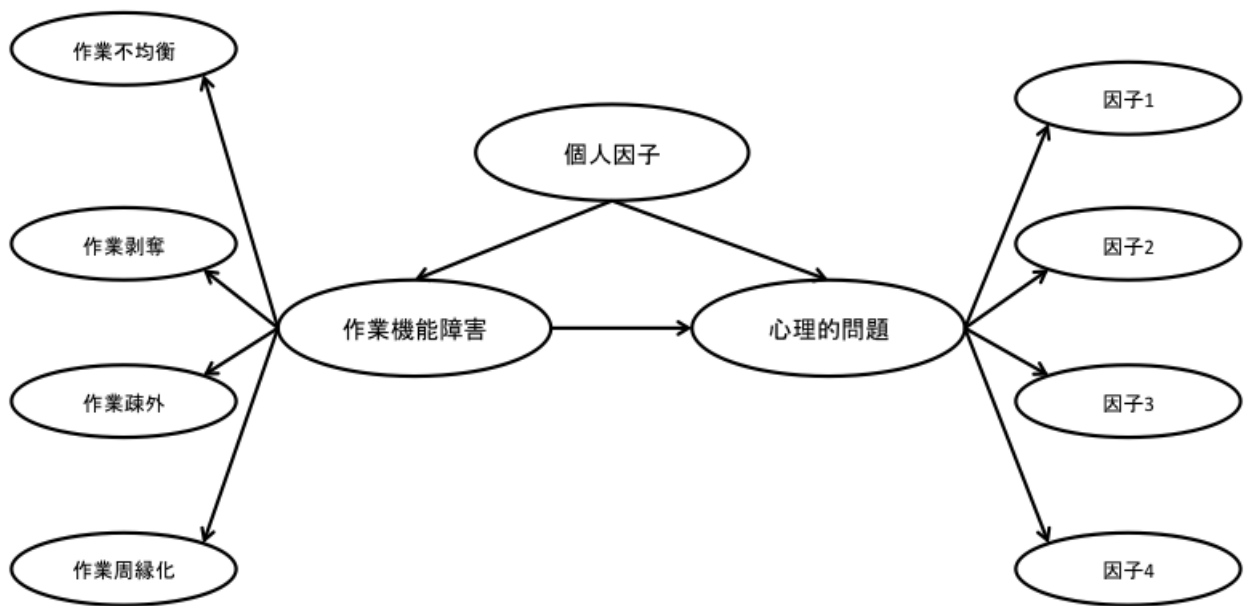 作業不均衡
因子1
個人因子
作業剥奪
因子2
作業機能障害
心理的問題
作業疎外
因子3
作業周縁化
因子4